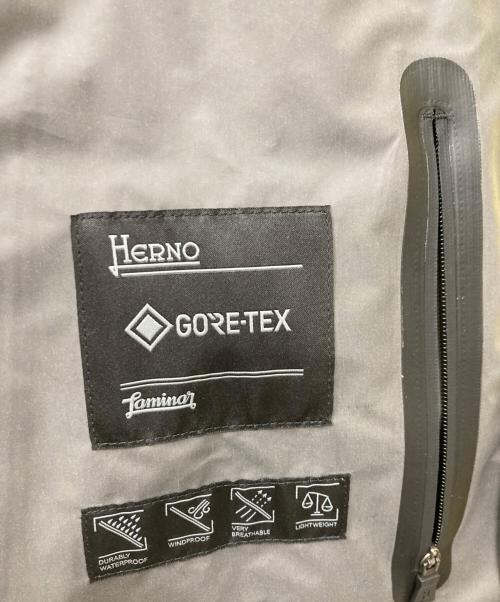 HERNO
GORE-TEX
Laminar
DURABLY
WATERPROOF
WINDPROOF
VERY
BREATHABLE
LIGHTWEIGHT